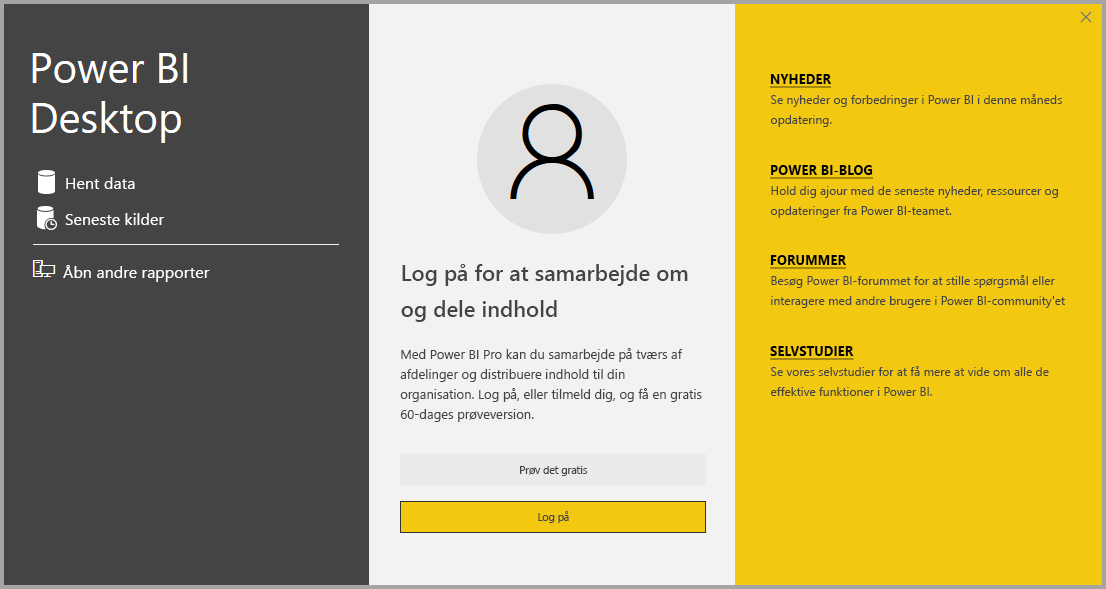 Power BI
Desktop
Hent data
Seneste kilder
Åbn andre rapporter
Log på for at samarbejde om
og dele indhold
Med Power BI Pro kan du samarbejde på tværs af
afdelinger og distribuere indhold til din
organisation. Log på, eller tilmeld dig, og få en gratis
60-dages prøveversion.
Prøv det gratis
Log på
NYHEDER
Se nyheder og forbedringer i Power BI i denne måneds
opdatering.
POWER BI-BLOG
Hold dig ajour med de seneste nyheder, ressourcer og
opdateringer fra Power BI-teamet.
FORUMMER
Besøg Power BI-forummet for at stille spørgsmål eller
interagere med andre brugere i Power BI-community'et
SELVSTUDIER
Se vores selvstudier for at få mere at vide om alle de
effektive funktioner i Power BI.